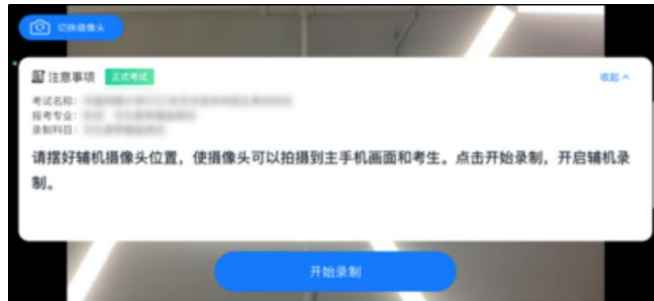 切换摄像头
注意事项 正式考试
收起
考试名称:
报考专业:
录制科目:
请摆好辅机摄像头位置，使摄像头可以拍摄到主手机画面和考生。点击开始录制，开启辅机录
制。
开始录制